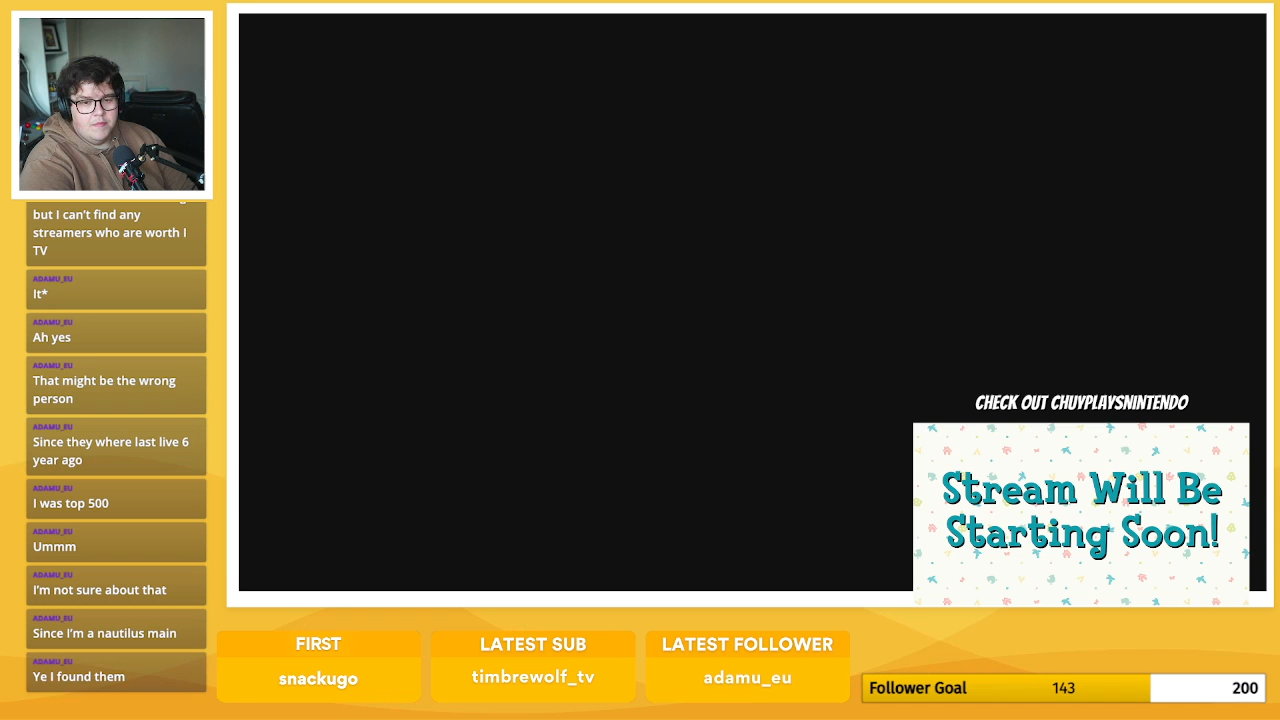 but I can't find any
streamers who are worth I
TV
ADAMU_EU
It*
ADAMU_EU
Ah yes
ADAMU_EU
That might be the wrong
person
ADAMU_EU
Since they where last live 6
year ago
ADAMU_EU
I was top 500
ADAMU_EU
Ummm
ADAMU_EU
I'm not sure about that
ADAMU_EU
Since I'm a nautilus main
ADAMU_EU
Ye I found them
CHECK OUT CHUYPLAYSNINTENDO
Stream Will Be
Starting Soon!
FIRST
snackugo
LATEST SUB
timbrewolf_tv
LATEST FOLLOWER
adamu_eu
Follower Goal 143 200